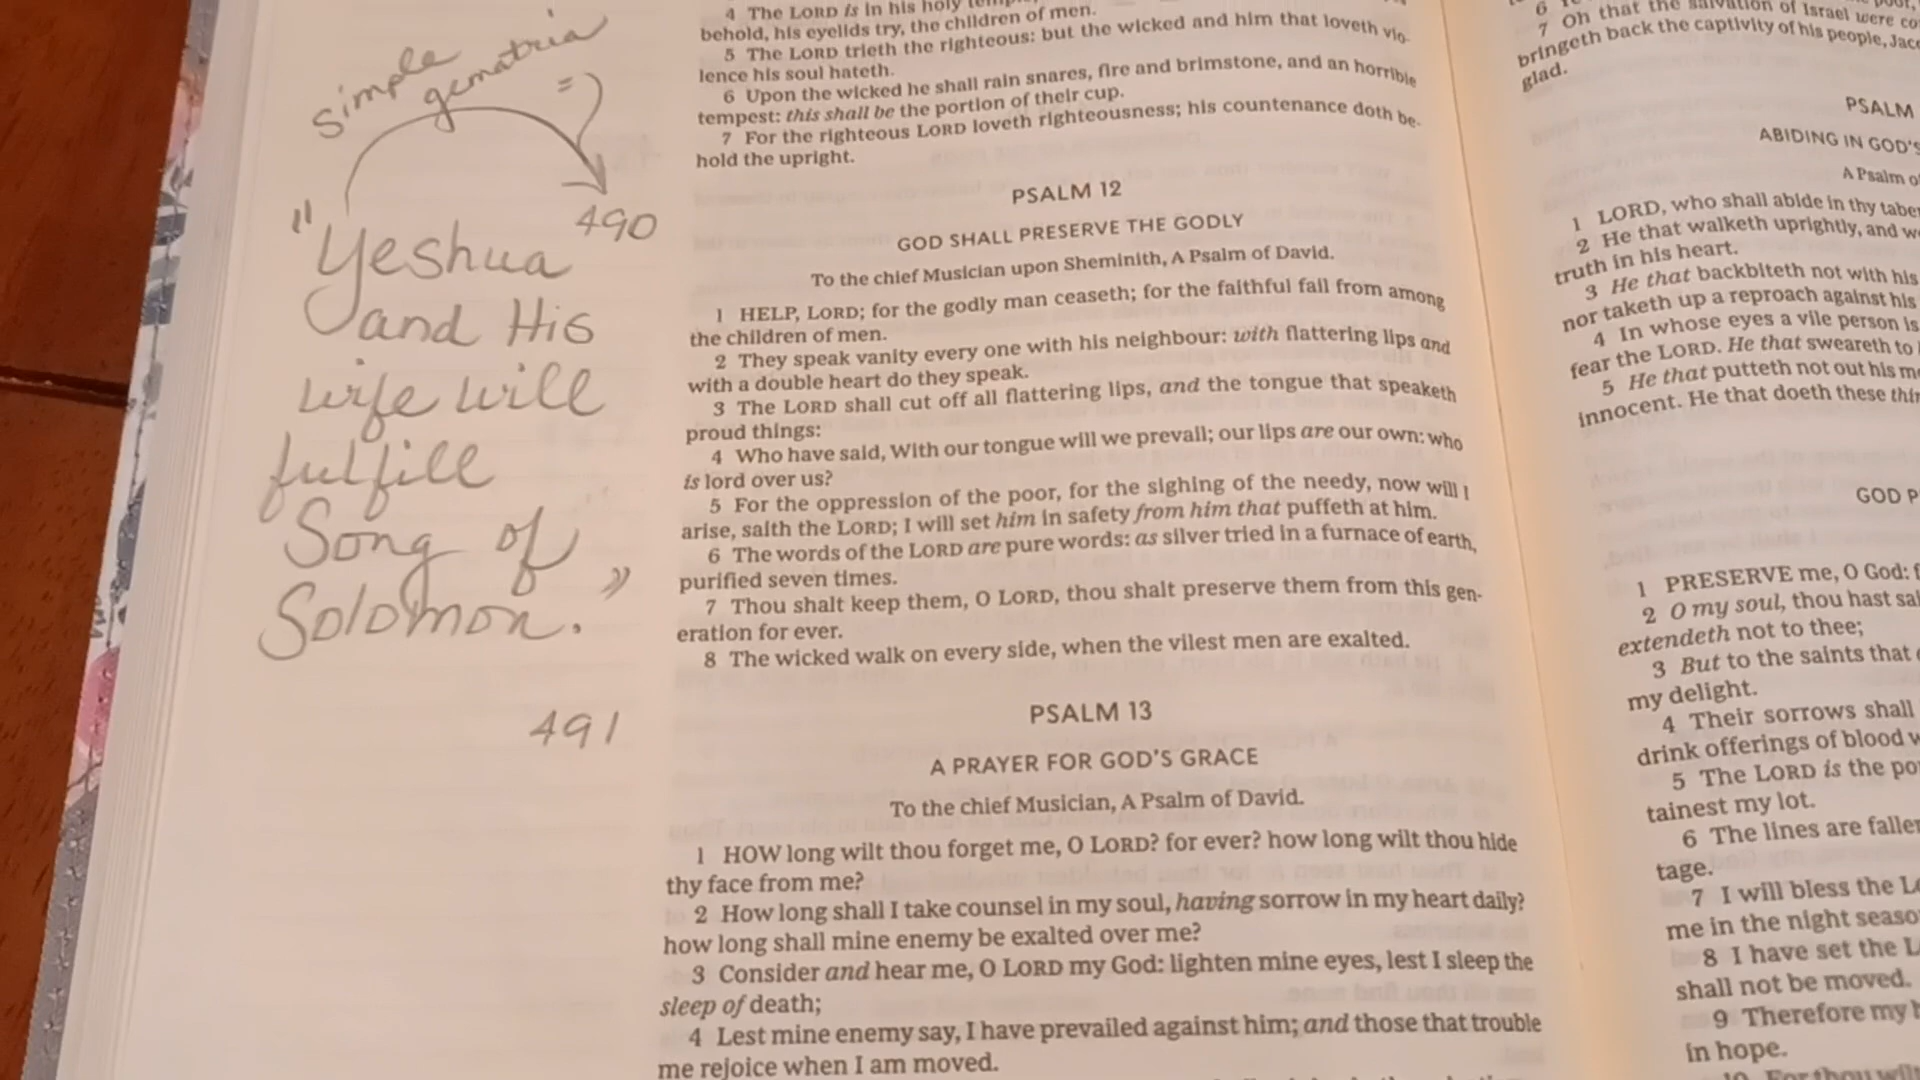 simple
gematria
=
490
"Yeshua
and His
wife will
fulfill
Song of
Solomon."
491
4 The LORD is in his holy
behold, his eyelids try, the children of men.
5 The LORD trieth the righteous: but the wicked and him that loveth vio-
lence his soul hateth.
6 Upon the wicked he shall rain snares, fire and brimstone, and an horrible
tempest: this shall be the portion of their cup.
7 For the righteous LORD loveth righteousness; his countenance doth be-
hold the upright.
PSALM 12
GOD SHALL PRESERVE THE GODLY
To the chief Musician upon Sheminith, A Psalm of David.
1 HELP, LORD; for the godly man ceaseth; for the faithful fail from among
the children of men.
2 They speak vanity every one with his neighbour: with flattering lips and
with a double heart do they speak.
3 The LORD shall cut off all flattering lips, and the tongue that speaketh
proud things:
4 Who have said, With our tongue will we prevail; our lips are our own: who
is lord over us?
5 For the oppression of the poor, for the sighing of the needy, now will I
arise, saith the LORD; I will set him in safety from him that puffeth at him.
6 The words of the LORD are pure words: as silver tried in a furnace of earth,
purified seven times.
7 Thou shalt keep them, O LORD, thou shalt preserve them from this gen-
eration for ever.
8 The wicked walk on every side, when the vilest men are exalted.
PSALM 13
A PRAYER FOR GOD'S GRACE
To the chief Musician, A Psalm of David.
1 HOW long wilt thou forget me, O LORD? for ever? how long wilt thou hide
thy face from me?
2 How long shall I take counsel in my soul, having sorrow in my heart daily?
how long shall mine enemy be exalted over me?
3 Consider and hear me, O LORD my God: lighten mine eyes, lest I sleep the
sleep of death;
4 Lest mine enemy say, I have prevailed against him; and those that trouble
me rejoice when I am moved.
6
7 Oh that the salvation of Israel were
bringeth back the captivity of his people,
glad.
PSALM
ABIDING IN GOD'S
A Psalm
1 LORD, who shall abide in thy
2 He that walketh uprightly, and
truth in his heart.
3 He that backbiteth not with his
nor taketh up a reproach against his
4 In whose eyes a vile person is
fear the LORD. He that sweareth to
5 He that putteth not out his
innocent. He that doeth these
GOD
1 PRESERVE me, O God:
2 O my soul, thou hast
extendeth not to thee;
3 But to the saints that
my delight.
4 Their sorrows shall
drink offerings of blood
5 The LORD is the
tainest my lot.
6 The lines are
tage.
7 I will bless the
me in the night
8 I have set the
shall not be moved.
9 Therefore my
in hope.